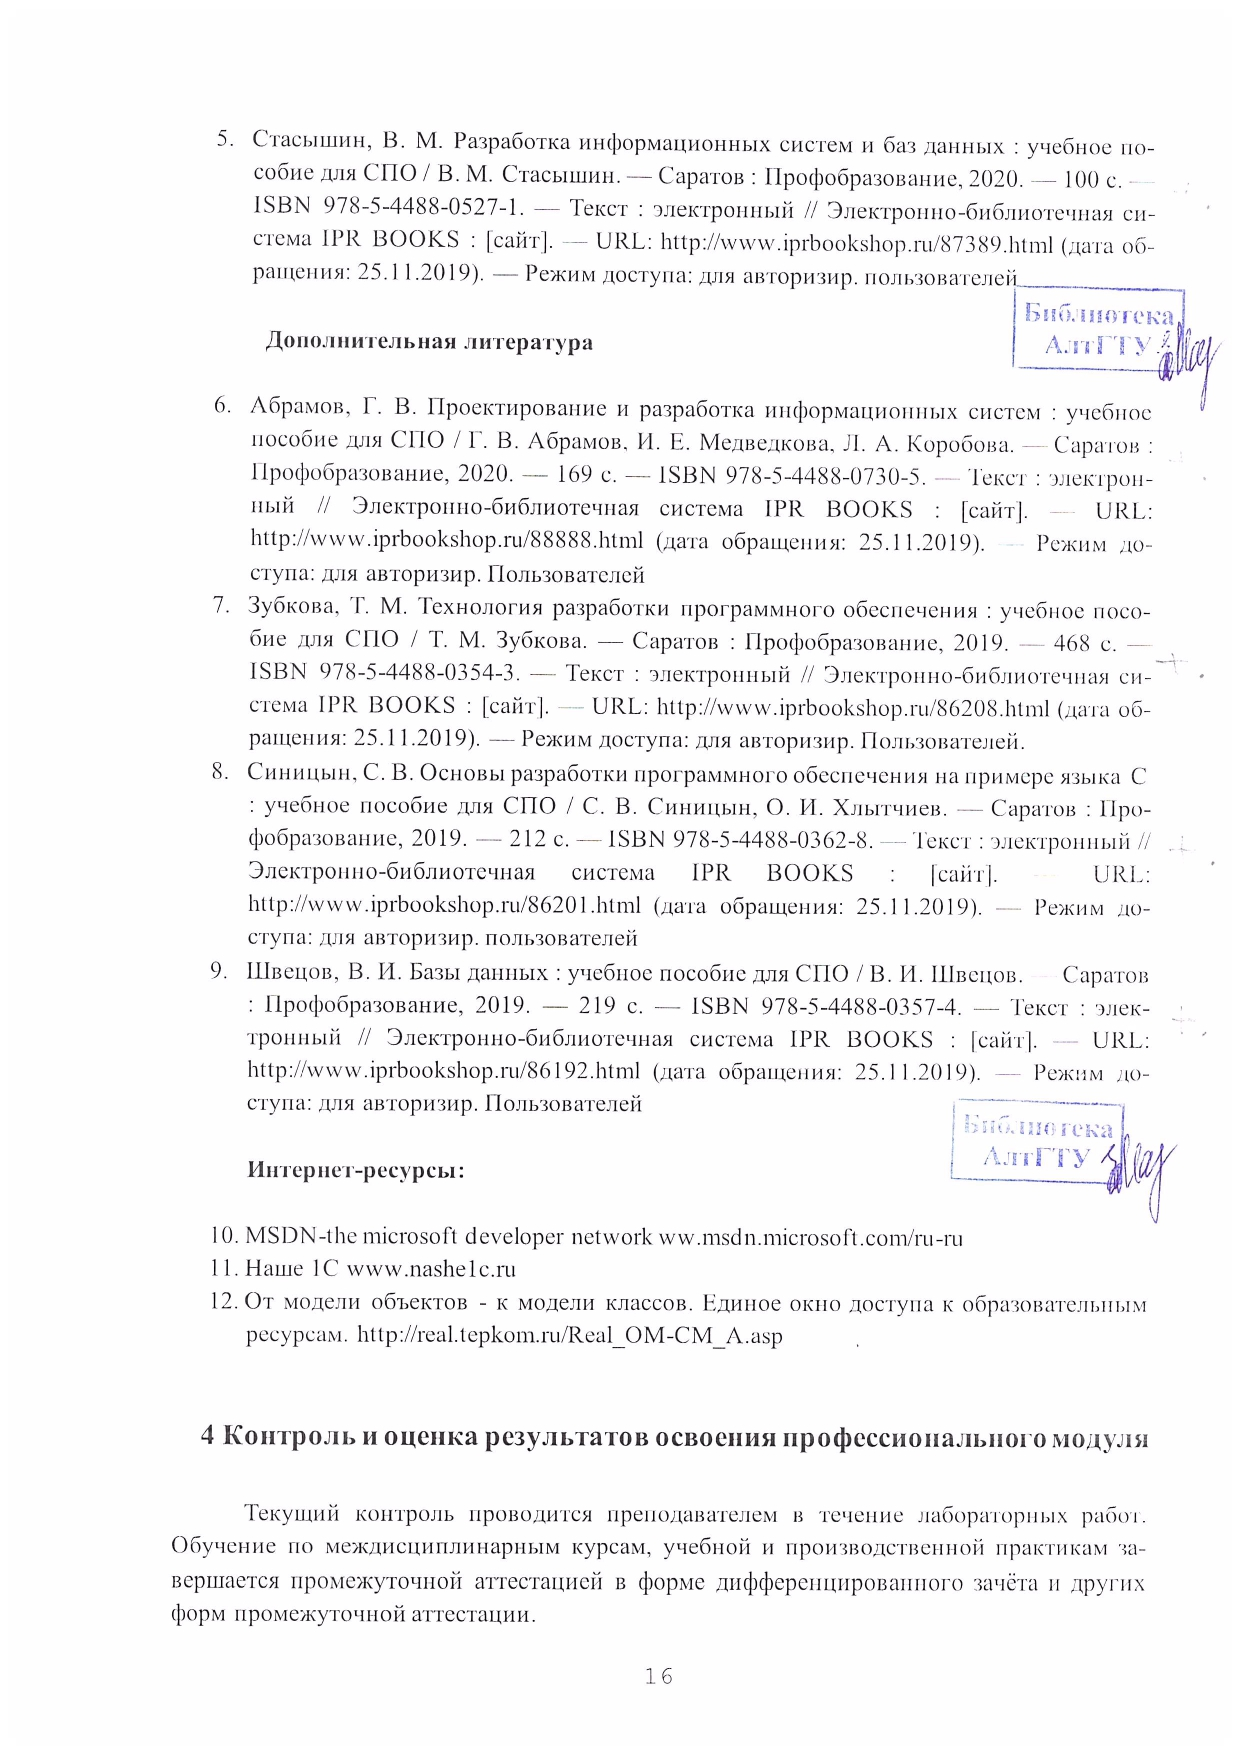 5. Стасышин, В. М. Разработка информационных систем и баз данных : учебное по-
собие для СПО / В. М. Стасышин. — Саратов : Профобразование, 2020. — 100 с. —
ISBN 978-5-4488-0527-1. — Текст : электронный // Электронно-библиотечная си-
стема IPR BOOKS : [сайт]. — URL: http://www.iprbookshop.ru/87389.html (дата об-
ращения: 25.11.2019). — Режим доступа: для авторизир. пользователей
Библиотека
АлтГТУ
Дополнительная литература
6. Абрамов, Г. В. Проектирование и разработка информационных систем : учебное
пособие для СПО / Г. В. Абрамов, И. Е. Медведкова, Л. А. Коробова. — Саратов :
Профобразование, 2020. — 169 с. — ISBN 978-5-4488-0730-5. — Текст : электрон-
ный // Электронно-библиотечная система IPR BOOKS : [сайт]. — URL:
http://www.iprbookshop.ru/88888.html (дата обращения: 25.11.2019). — Режим до-
ступа: для авторизир. Пользователей
7. Зубкова, Т. М. Технология разработки программного обеспечения : учебное посо-
бие для СПО / Т. М. Зубкова. — Саратов : Профобразование, 2019. — 468 с. —
ISBN 978-5-4488-0354-3. — Текст : электронный // Электронно-библиотечная си-
стема IPR BOOKS : [сайт]. — URL: http://www.iprbookshop.ru/86208.html (дата об-
ращения: 25.11.2019). — Режим доступа: для авторизир. Пользователей.
8. Синицын, С. В. Основы разработки программного обеспечения на примере языка С
: учебное пособие для СПО / С. В. Синицын, О. И. Хлытчиев. — Саратов : Про-
фобразование, 2019. — 212 с. — ISBN 978-5-4488-0362-8. — Текст : электронный //
Электронно-библиотечная система IPR BOOKS : [сайт]. — URL:
http://www.iprbookshop.ru/86201.html (дата обращения: 25.11.2019). — Режим до-
ступа: для авторизир. пользователей
9. Швецов, В. И. Базы данных : учебное пособие для СПО / В. И. Швецов. — Саратов
: Профобразование, 2019. — 219 с. — ISBN 978-5-4488-0357-4. — Текст : элек-
тронный // Электронно-библиотечная система IPR BOOKS : [сайт]. — URL:
http://www.iprbookshop.ru/86192.html (дата обращения: 25.11.2019). — Режим до-
ступа: для авторизир. Пользователей
Библиотека
АлтГТУ
Интернет-ресурсы:
10. MSDN-the microsoft developer network ww.msdn.microsoft.com/ru-ru
11. Наше 1С www.nashe1c.ru
12. От модели объектов - к модели классов. Единое окно доступа к образовательным
ресурсам. http://real.tepkom.ru/Real_OM-CM_A.asp
4 Контроль и оценка результатов освоения профессионального модуля
Текущий контроль проводится преподавателем в течение лабораторных работ.
Обучение по междисциплинарным курсам, учебной и производственной практикам за-
вершается промежуточной аттестацией в форме дифференцированного зачёта и других
форм промежуточной аттестации.
16